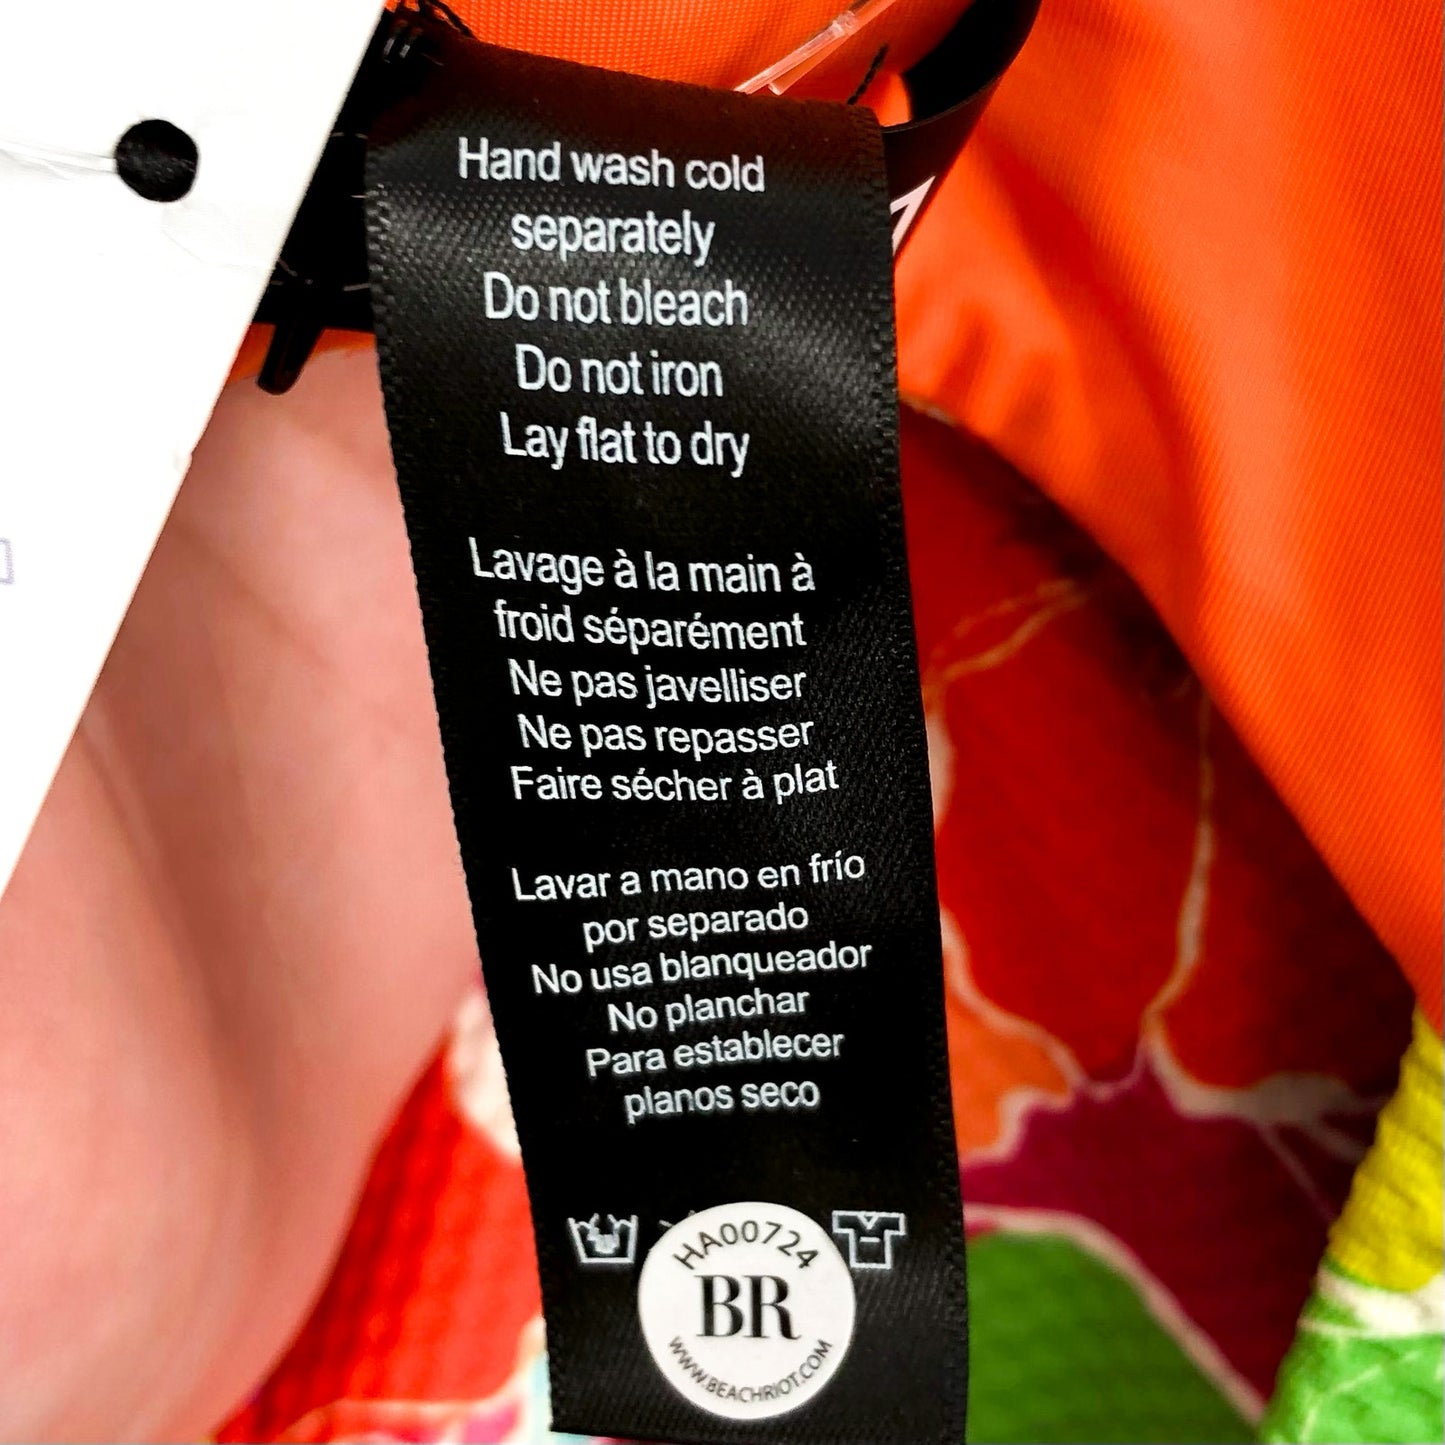 Hand wash cold
separately
Do not bleach
Do not iron
Lay flat to dry
Lavage à la main à
froid séparément
Ne pas javelliser
Ne pas repasser
Faire sécher à plat
Lavar a mano en frío
por separado
No usa blanqueador
No planchar
Para establecer
planos seco
HA00724
BR
WWW.BEACHRIOT.COM